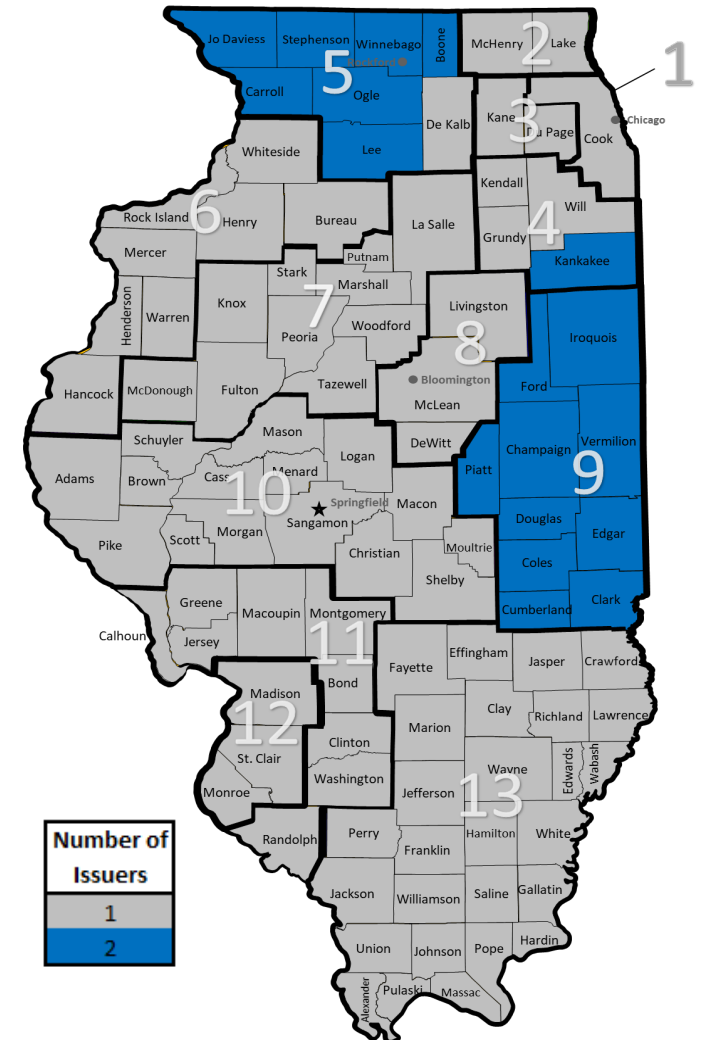 Jo Daviess
Stephenson
Winnebago
Boone
McHenry
Lake
2
1
5
Rockford
Carroll
Ogle
De Kalb
Kane
3
Du Page
Cook
Chicago
Lee
Whiteside
Kendall
Will
4
Rock Island
6
Henry
Bureau
La Salle
Grundy
Mercer
Putnam
Kankakee
Stark
Marshall
Henderson
Warren
Knox
7
Livingston
Peoria
Woodford
8
Iroquois
Hancock
McDonough
Fulton
Tazewell
Bloomington
McLean
Ford
Schuyler
Mason
Logan
DeWitt
Champaign
Vermilion
Adams
Brown
Cass
Menard
Piatt
9
10
Springfield
Macon
Sangamon
Douglas
Edgar
Pike
Scott
Morgan
Christian
Moultrie
Coles
Shelby
Greene
Macoupin
Montgomery
Cumberland
Clark
Calhoun
Jersey
11
Effingham
Fayette
Jasper
Crawford
Bond
Madison
12
Clay
Richland
Lawrence
Marion
Clinton
St. Clair
Washington
Wayne
Edwards
Wabash
Monroe
Jefferson
13
Randolph
Perry
Franklin
Hamilton
White
Jackson
Williamson
Saline
Gallatin
Union
Johnson
Pope
Hardin
Alexander
Pulaski
Massac
Number of
Issuers
1
2